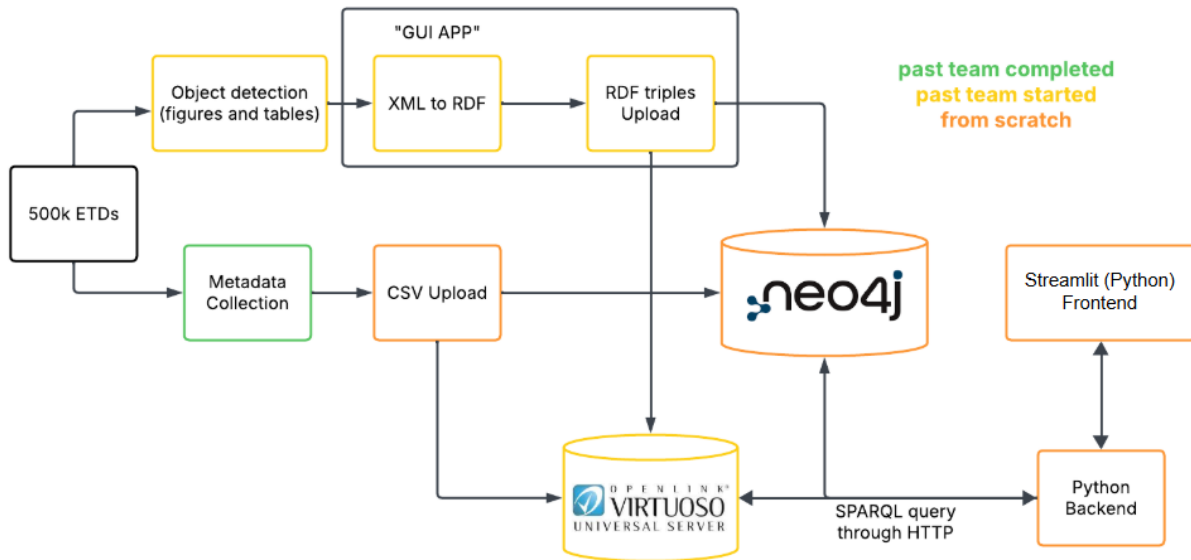 "GUI APP"
Object detection
(figures and tables)
XML to RDF
RDF triples
Upload
past team completed
past team started
from scratch
500k ETDs
Metadata
Collection
CSV Upload
neo4j
Streamlit (Python)
Frontend
OPENLINK®
VIRTUOSO
UNIVERSAL SERVER
SPARQL query
through HTTP
Python
Backend